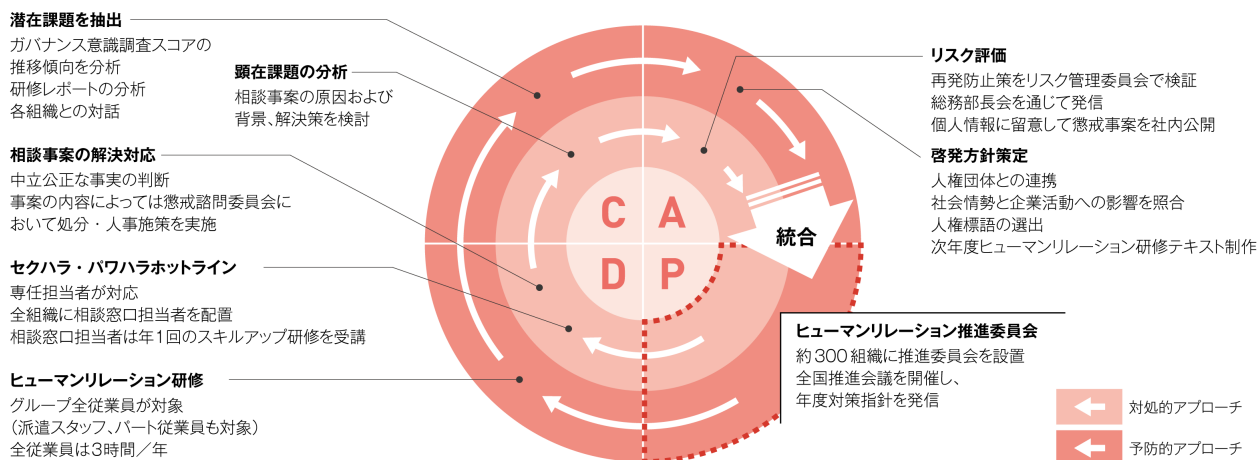 潜在課題を抽出
ガバナンス意識調査スコアの
推移傾向を分析
研修レポートの分析
各組織との対話
顕在課題の分析
相談事案の原因および
背景、解決策を検討
相談事案の解決対応
中立公正な事実の判断
事案の内容によっては懲戒諮問委員会に
おいて処分・人事施策を実施
セクハラ・パワハラホットライン
専任担当者が対応
全組織に相談窓口担当者を配置
相談窓口担当者は年1回のスキルアップ研修を受講
ヒューマンリレーション研修
グループ全従業員が対象
(派遣スタッフ、パート従業員も対象)
全従業員は3時間／年
C A
D P
統合
リスク評価
再発防止策をリスク管理委員会で検証
総務部長会を通じて発信
個人情報に留意して懲戒事案を社内公開
啓発方針策定
人権団体との連携
社会情勢と企業活動への影響を照合
人権標語の選出
次年度ヒューマンリレーション研修テキスト制作
ヒューマンリレーション推進委員会
約300組織に推進委員会を設置
全国推進会議を開催し、
年度対策指針を発信
対処的アプローチ
予防的アプローチ